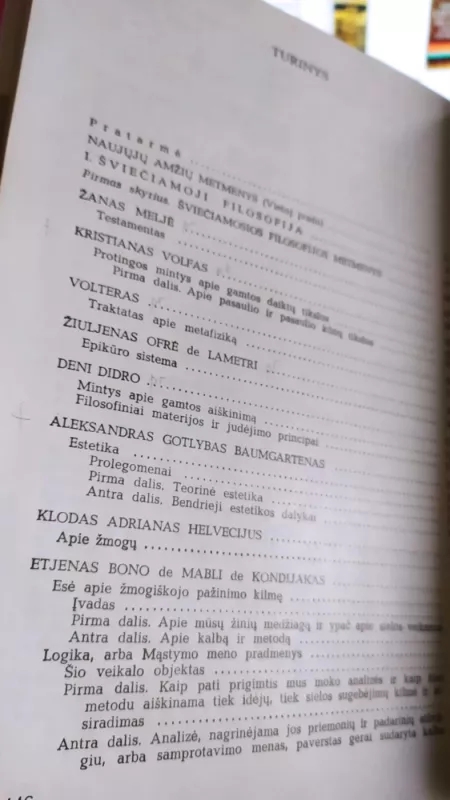 TURINYS
Pratarmė
NAUJŲJŲ AMŽIŲ METMENYS
I. ŠVIEČIAMOJI FILOSOFIJA
Pirmas skyrius. ŠVIEČIAMOSIOS FILOSOFIJOS METMENYS
ŽANAS MELJĖ
Testamentas
KRISTIANAS VOLFAS
Protingos mintys apie gamtos daiktų tikslus
Pirma dalis. Apie pasaulio ir pasaulio kūnų tikslus
VOLTERAS
Traktatas apie metafiziką
ŽIULJENAS OFRĖ de LAMETRI
Epikūro sistema
DENI DIDRO
Mintys apie gamtos aiškinimą
Filosofiniai materijos ir judėjimo principai
ALEKSANDRAS GOTLYBAS BAUMGARTENAS
Estetika
Prolegomenai
Pirma dalis. Teorinė estetika
Antra dalis. Bendrieji estetikos dalykai
KLODAS ADRIANAS HELVECIJUS
Apie žmogų
ETJENAS BONO de MABLI de KONDIJAKAS
Esė apie žmogiškojo pažinimo kilmę
Įvadas
Pirma dalis. Apie mūsų žinių medžiagą ir ypač apie sielos
Antra dalis. Apie kalbą ir metodą
Logika, arba Mąstymo meno pradmenys
Šio veikalo objektas
Pirma dalis. Kaip pati prigimtis mus moko analizės ir kaip
metodu aiškinama tiek idėjų, tiek sielos sugebėjimų kilmė ir
siradimas
Antra dalis. Analizė, nagrinėjama jos priemonių ir padarinių
giu, arba samprotavimo menas, paverstas gerai sudaryta